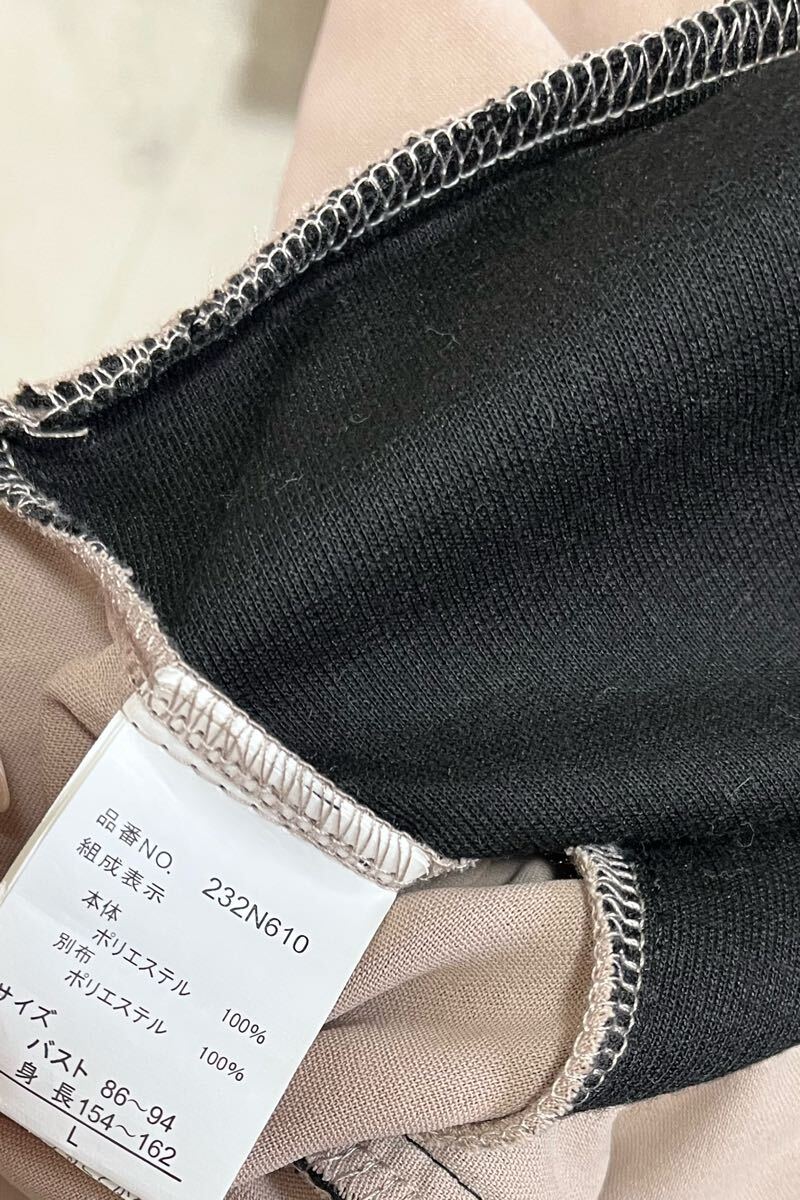 品番NO. 232N610
組成表示
本体
ポリエステル 100%
別布
ポリエステル 100%
サイズ
バスト 86～94
身長 154～162
L